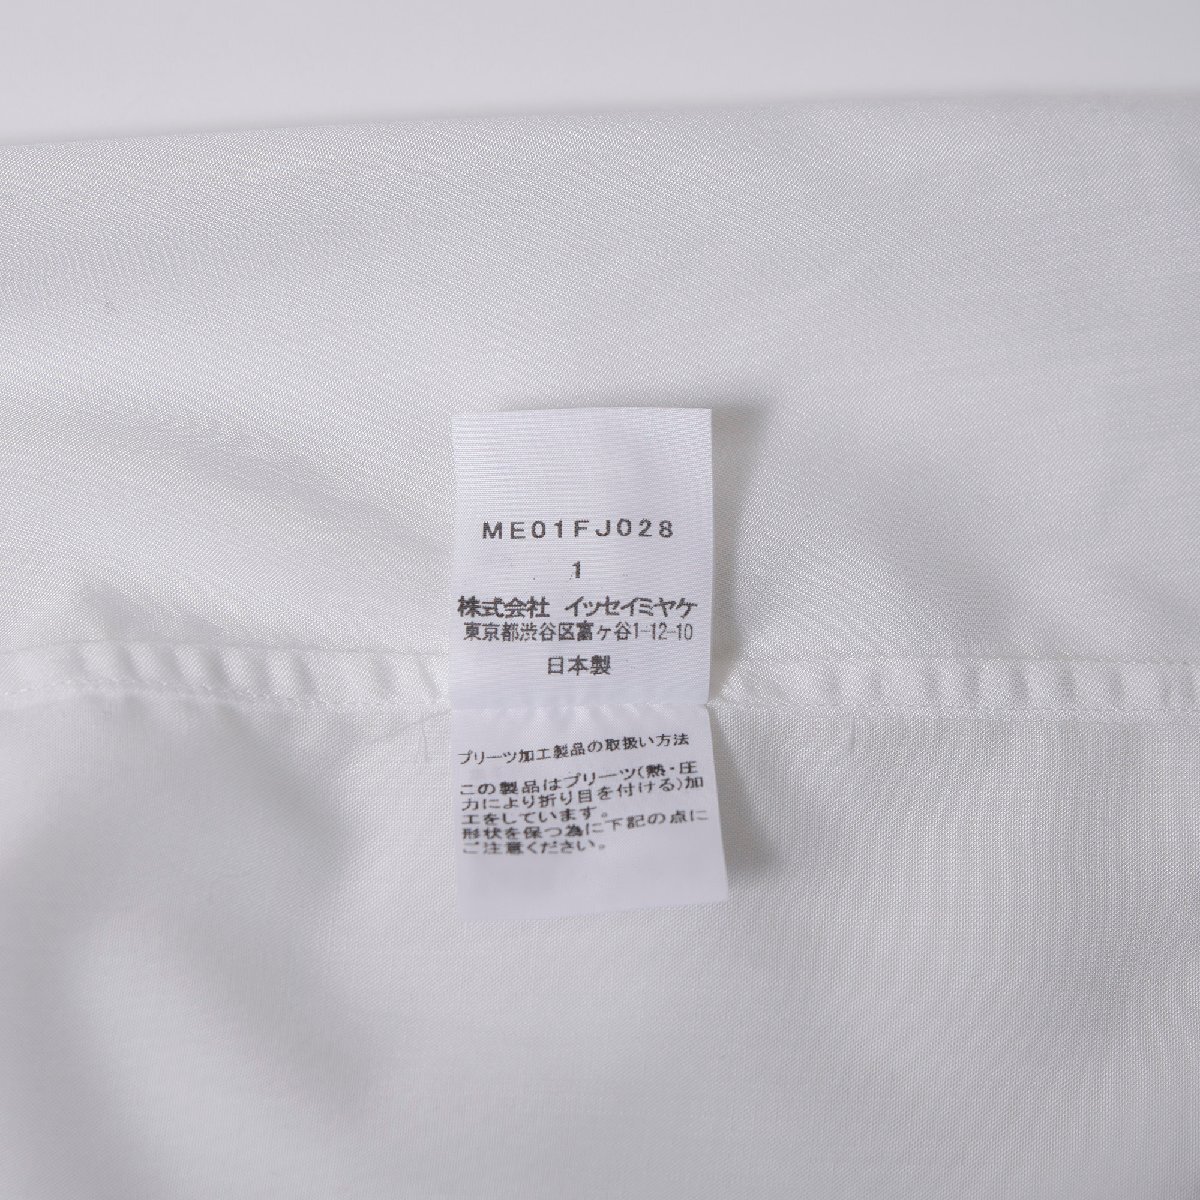 ME01FJ028
1
株式会社 イッセイミヤケ
東京都渋谷区富ヶ谷1-12-10
日本製
プリーツ加工製品の取扱い方法
この製品はプリーツ(熱・圧
力により折り目を付ける)加
工をしています。
形状を保つ為に下記の点に
ご注意ください。